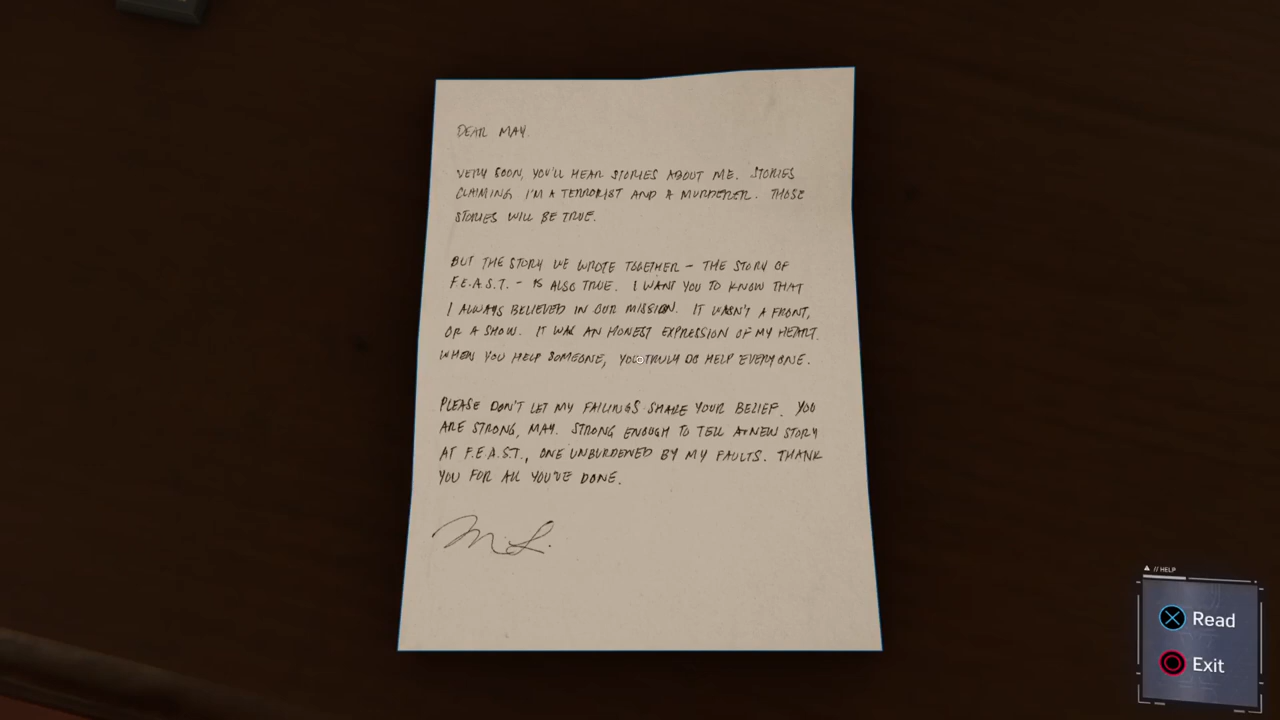 DEAR MAY.
VERY SOON, YOU'LL HEAR STORIES ABOUT ME. STORIES
CLAIMING I'M A TERRORIST AND A MURDERER. THOSE
STORIES WILL BE TRUE.
BUT THE STORY WE WROTE TOGETHER – THE STORY OF
F.E.A.S.T. – IS ALSO TRUE. I WANT YOU TO KNOW THAT
I ALWAYS BELIEVED IN OUR MISSION. IT WASN'T A FRONT,
OR A SHOW. IT WAS AN HONEST EXPRESSION OF MY HEART.
WHEN YOU HELP SOMEONE, YOU TRULY DO HELP EVERYONE.
PLEASE DON'T LET MY FAILINGS SHAKE YOUR BELIEF. YOU
ARE STRONG, MAY. STRONG ENOUGH TO TELL A NEW STORY
AT F.E.A.S.T., ONE UNBURDENED BY MY FAULTS. THANK
YOU FOR ALL YOU'VE DONE.
M.L.
// HELP
Read
Exit